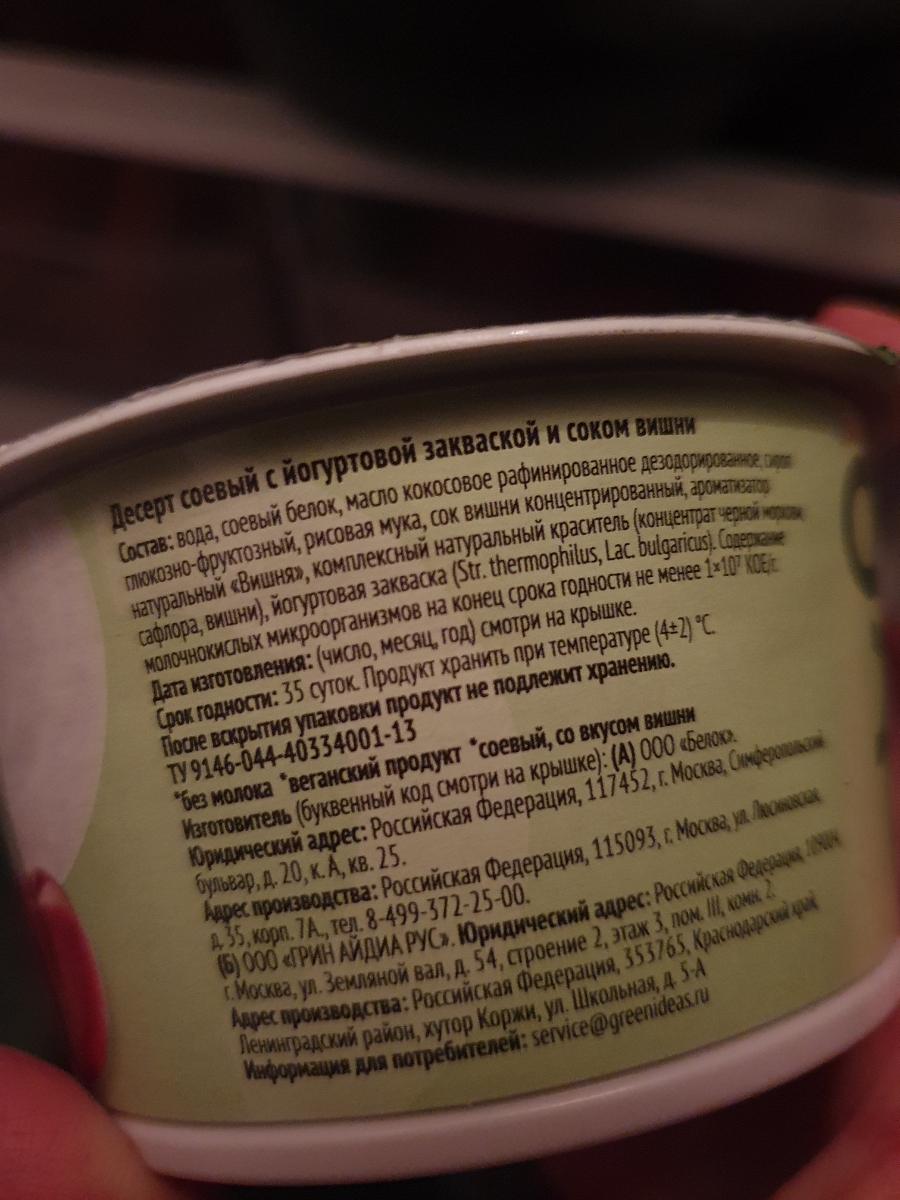 Десерт соевый с йогуртовой закваской и соком вишни
Состав: вода, соевый белок, масло кокосовое рафинированное дезодорированное, сироп
глюкозно-фруктозный, рисовая мука, сок вишни концентрированный, ароматизатор
натуральный «Вишня», комплексный натуральный краситель (концентрат черной моркови,
сафлора, вишни), йогуртовая закваска (Str. thermophilus, Lac. bulgaricus). Содержание
молочнокислых микроорганизмов на конец срока годности не менее 1×10⁷ КОЕ/г.
Дата изготовления: (число, месяц, год) смотри на крышке.
Срок годности: 35 суток. Продукт хранить при температуре (4±2) °С.
После вскрытия упаковки продукт не подлежит хранению.
ТУ 9146-044-40334001-13
*без молока *веганский продукт *соевый, со вкусом вишни
Изготовитель (буквенный код смотри на крышке): (А) ООО «Белок».
Юридический адрес: Российская Федерация, 117452, г. Москва, Симферопольский
бульвар, д. 20, к. А, кв. 25.
Адрес производства: Российская Федерация, 115093, г. Москва, ул. Люсиновская,
д. 35, корп. 7А., тел. 8-499-372-25-00.
(Б) ООО «ГРИН АЙДИА РУС». Юридический адрес: Российская Федерация, 109004,
г. Москва, ул. Земляной вал, д. 54, строение 2, этаж 3, пом. III, комн. 2.
Адрес производства: Российская Федерация, 353765, Краснодарский край,
Ленинградский район, хутор Коржи, ул. Школьная, д. 5-А
Информация для потребителей: service@greenideas.ru